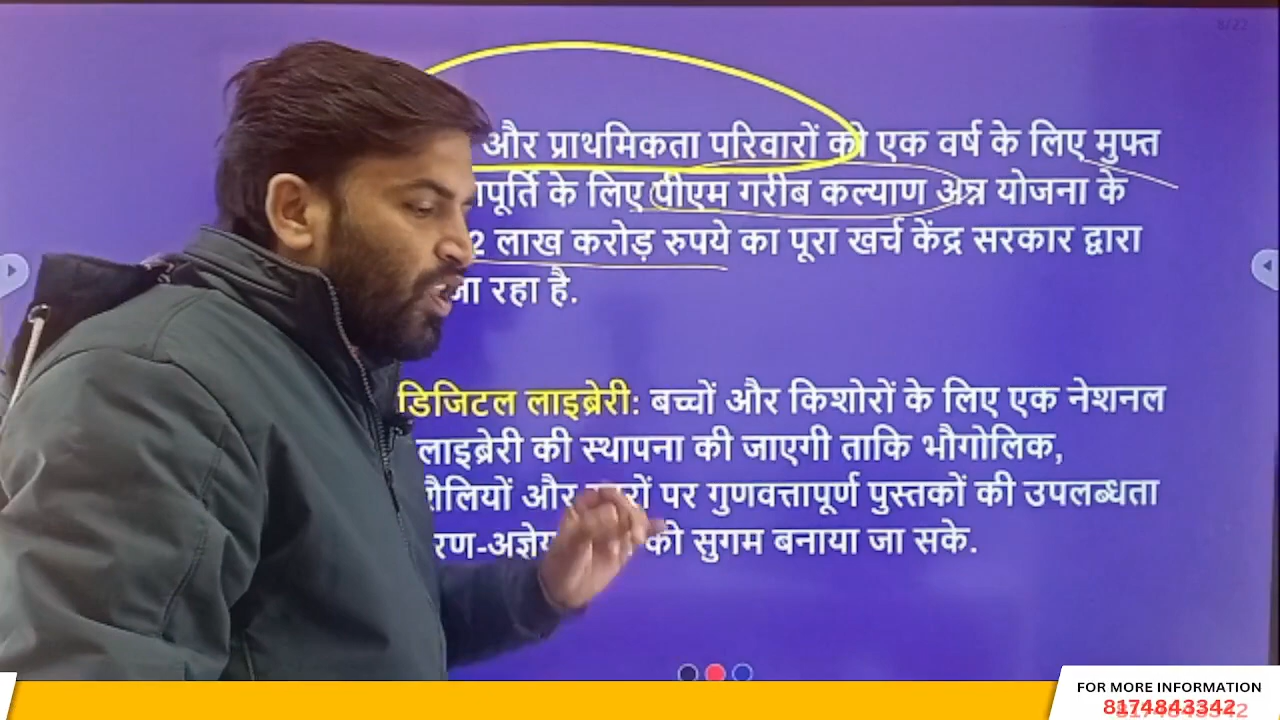 8/22
और प्राथमिकता परिवारों को एक वर्ष के लिए मुफ्त
के लिए पीएम गरीब कल्याण अन्न योजना के
2 लाख करोड़ रुपये का पूरा खर्च केंद्र सरकार द्वारा
जा रहा है.
डिजिटल लाइब्रेरी: बच्चों और किशोरों के लिए एक नेशनल
लाइब्रेरी की स्थापना की जाएगी ताकि भौगोलिक,
और पर गुणवत्तापूर्ण पुस्तकों की उपलब्धता
को सुगम बनाया जा सके.
FOR MORE INFORMATION
8174843342